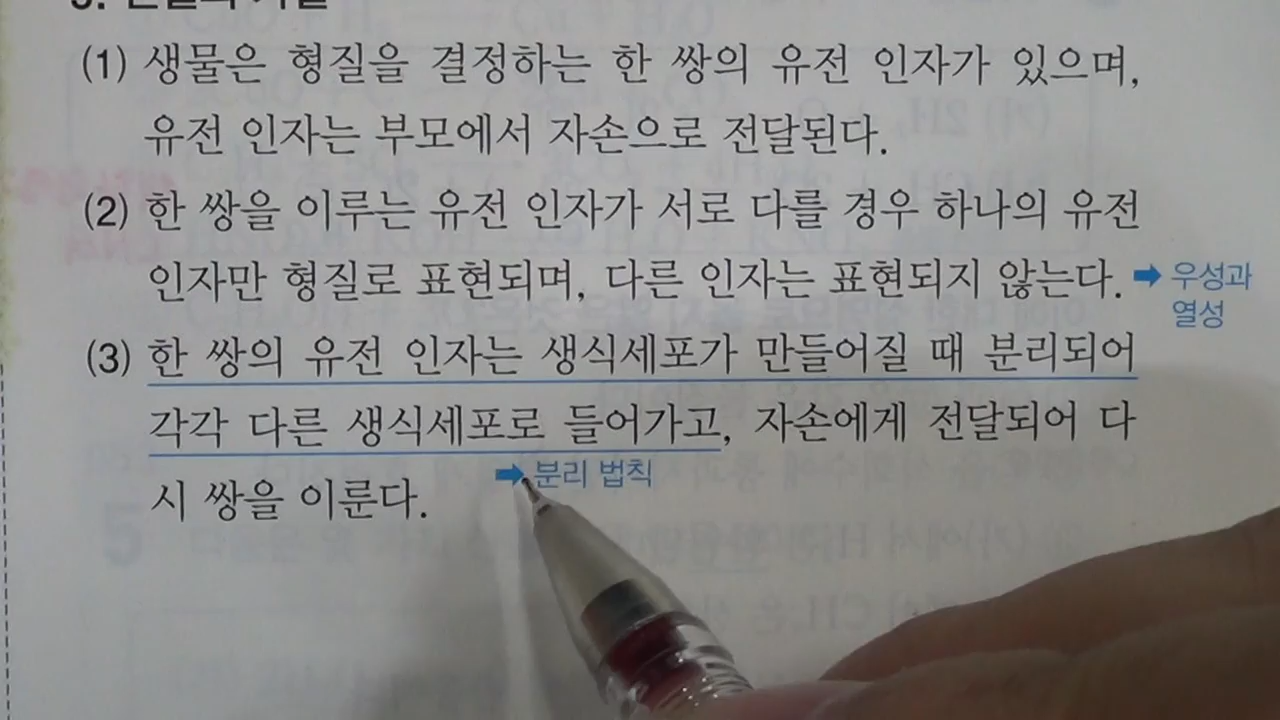 (1) 생물은 형질을 결정하는 한 쌍의 유전 인자가 있으며,
유전 인자는 부모에서 자손으로 전달된다.
(2) 한 쌍을 이루는 유전 인자가 서로 다를 경우 하나의 유전
인자만 형질로 표현되며, 다른 인자는 표현되지 않는다. ➡ 우성과
열성
(3) 한 쌍의 유전 인자는 생식세포가 만들어질 때 분리되어
각각 다른 생식세포로 들어가고, 자손에게 전달되어 다
➡ 분리 법칙
시 쌍을 이룬다.